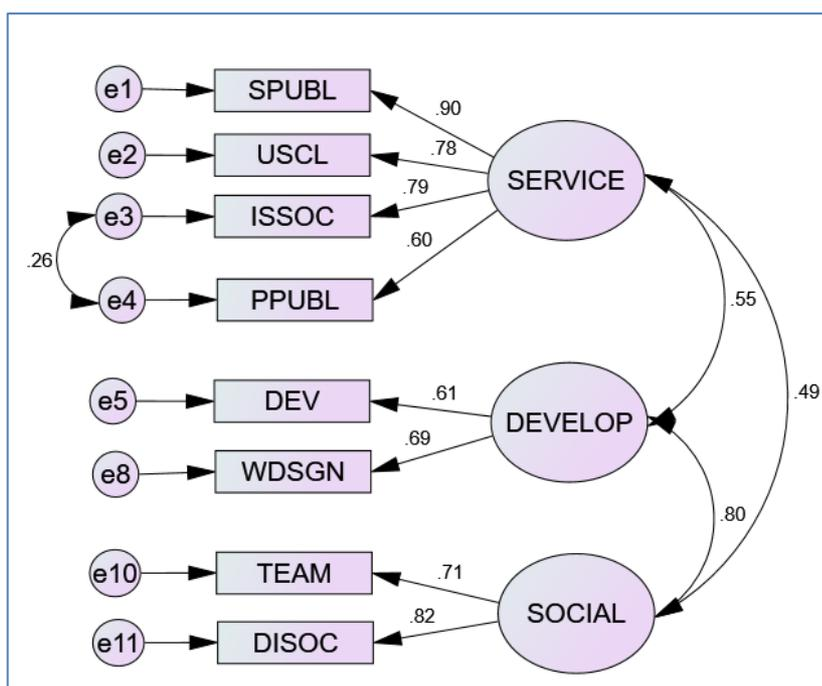 e1
SPUBL
.90
e2
USCL
.78
SERVICE
e3
ISSOC
.79
.26
.60
e4
PPUBL
.55
e5
DEV
.61
DEVELOP
.49
e8
WDSGN
.69
.80
e10
TEAM
.71
SOCIAL
e11
DISOC
.82